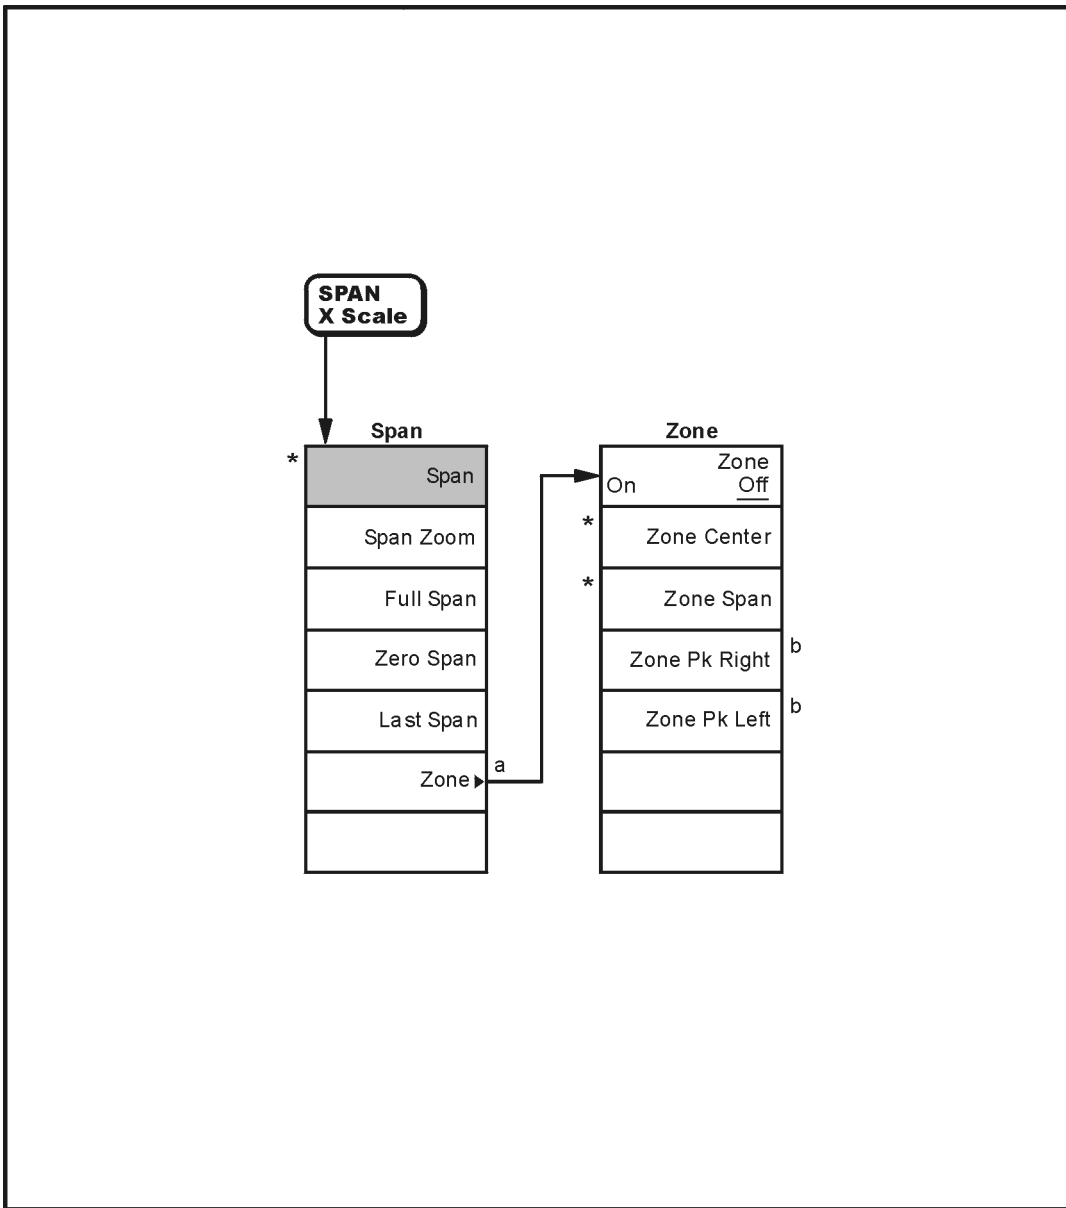 SPAN
X Scale
Span
*
Span
Span Zoom
Full Span
Zero Span
Last Span
Zone
a
Zone
Zone
On Off
*
Zone Center
*
Zone Span
Zone Pk Right
b
Zone Pk Left
b